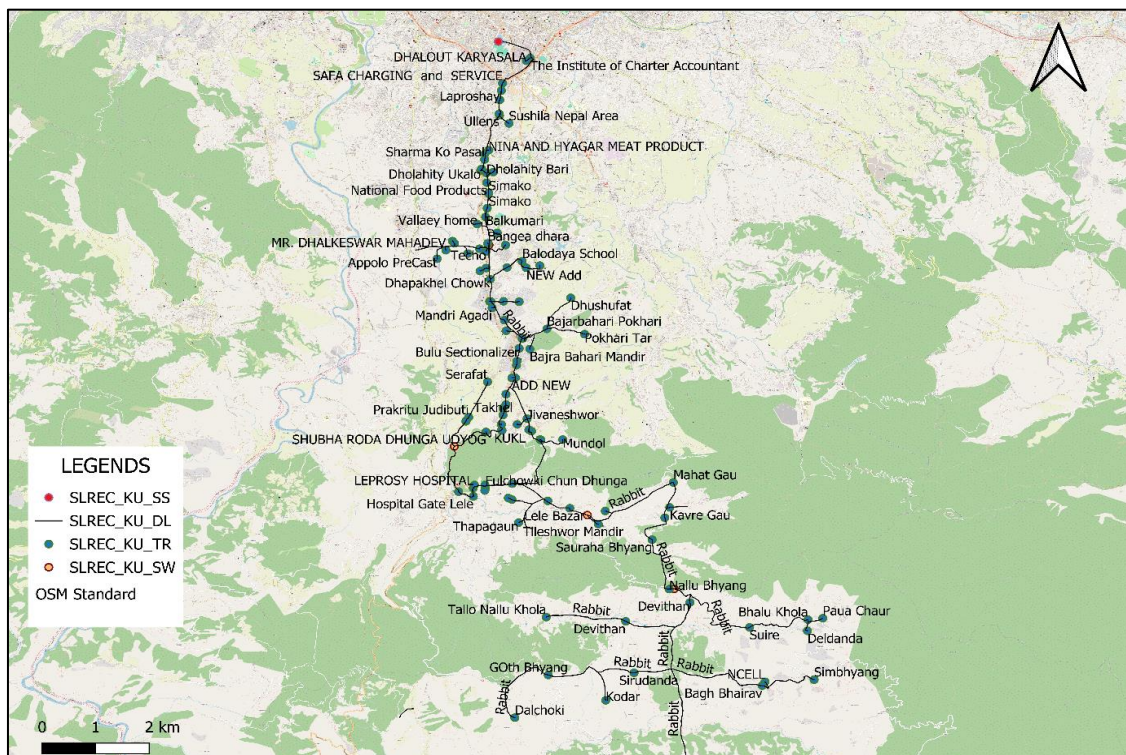 DHALOUT KARYASALA
The Institute of Charter Accountant
SAFA CHARGING and SERVICE
Laproshay
Ullens
Sushila Nepal Area
Sharma Ko Pasal
NINA AND HYAGAR MEAT PRODUCT
Dholahity Ukalo
Dholahity Bari
National Food Products
Simako
Simako
Vallaey home
Balkumari
Bangea dhara
MR. DHALKESWAR MAHADEV
Appolo PreCast
Techo
Balodaya School
NEW Add
Dhapakhel Chowk
Mandri Agadi
Rabbit
Dhushufat
Bajarbahari Pokhari
Pokhari Tar
Bulu Sectionalizer
Bajra Bahari Mandir
Serafat
ADD NEW
Prakritu Judibuti
Takhel
Jivaneshwor
SHUBHA RODA DHUNGA UDYOG
KUKL
Mundol
LEPROSY HOSPITAL
Fulchowki Chun Dhunga
Mahat Gau
Hospital Gate Lele
Rabbit
Lele Bazar
Kavre Gau
Thapagaun
Tileshwor Mandir
Sauraha Bhyang
Rabbit
Nallu Bhyang
Tallo Nallu Khola
Rabbit
Devithan
Devithan
Rabbit
Suire
Bhalu Khola
Paua Chaur
Deldanda
Rabbit
GOth Bhyang
Rabbit
Sirudanda
Rabbit
NCELL
Simbhyang
Bagh Bhairav
Kodar
Rabbit
Dalchoki
Rabbit
LEGENDS
SLREC_KU_SS
SLREC_KU_DL
SLREC_KU_TR
SLREC_KU_SW
OSM Standard
0 1 2 km